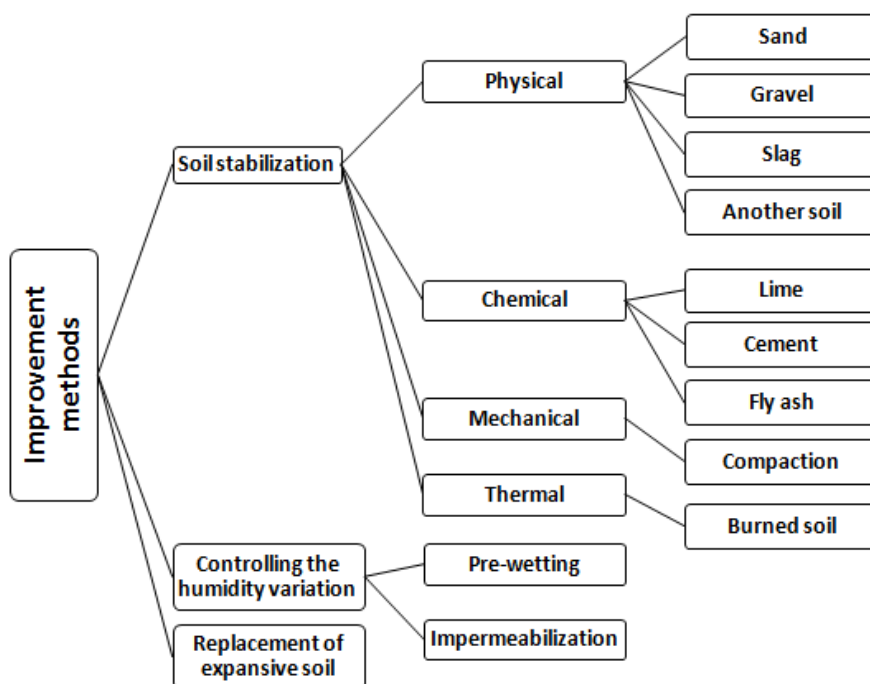 Improvement
methods
Soil stabilization
Physical
Sand
Gravel
Slag
Another soil
Chemical
Lime
Cement
Fly ash
Mechanical
Compaction
Thermal
Burned soil
Controlling the
humidity variation
Pre-wetting
Impermeabilization
Replacement of
expansive soil